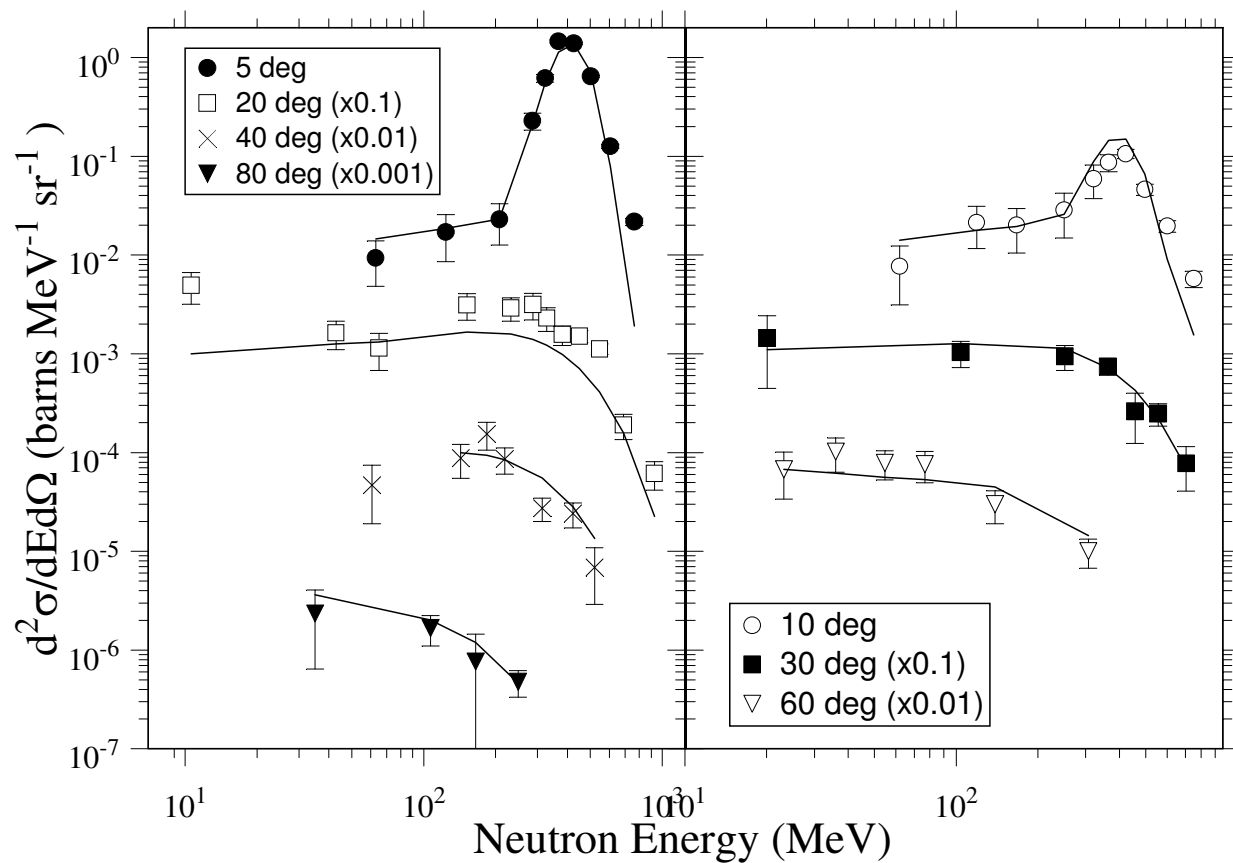 d²σ/dEdΩ (barns MeV⁻¹ sr⁻¹)
10⁰
10⁻¹
10⁻²
10⁻³
10⁻⁴
10⁻⁵
10⁻⁶
10⁻⁷
5 deg
20 deg (x0.1)
40 deg (x0.01)
80 deg (x0.001)
10 deg
30 deg (x0.1)
60 deg (x0.01)
10¹ 10² 10³ 10¹ 10²
Neutron Energy (MeV)